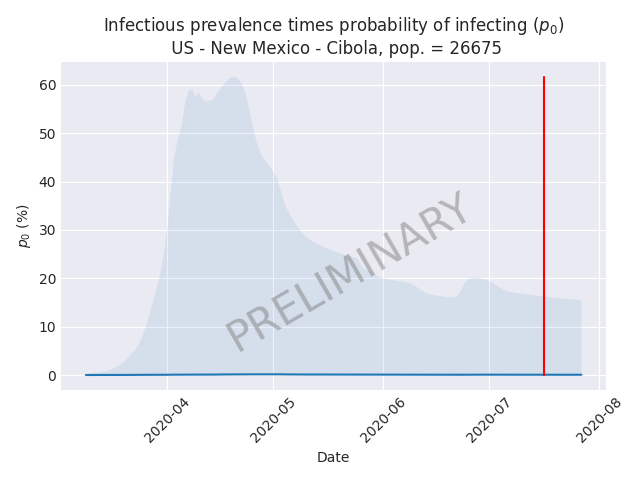 Infectious prevalence times probability of infecting (p₀)
US - New Mexico - Cibola, pop. = 26675
60
50
40
30
20
10
0
p₀ (%)
PRELIMINARY
2020-04
2020-05
2020-06
2020-07
2020-08
Date